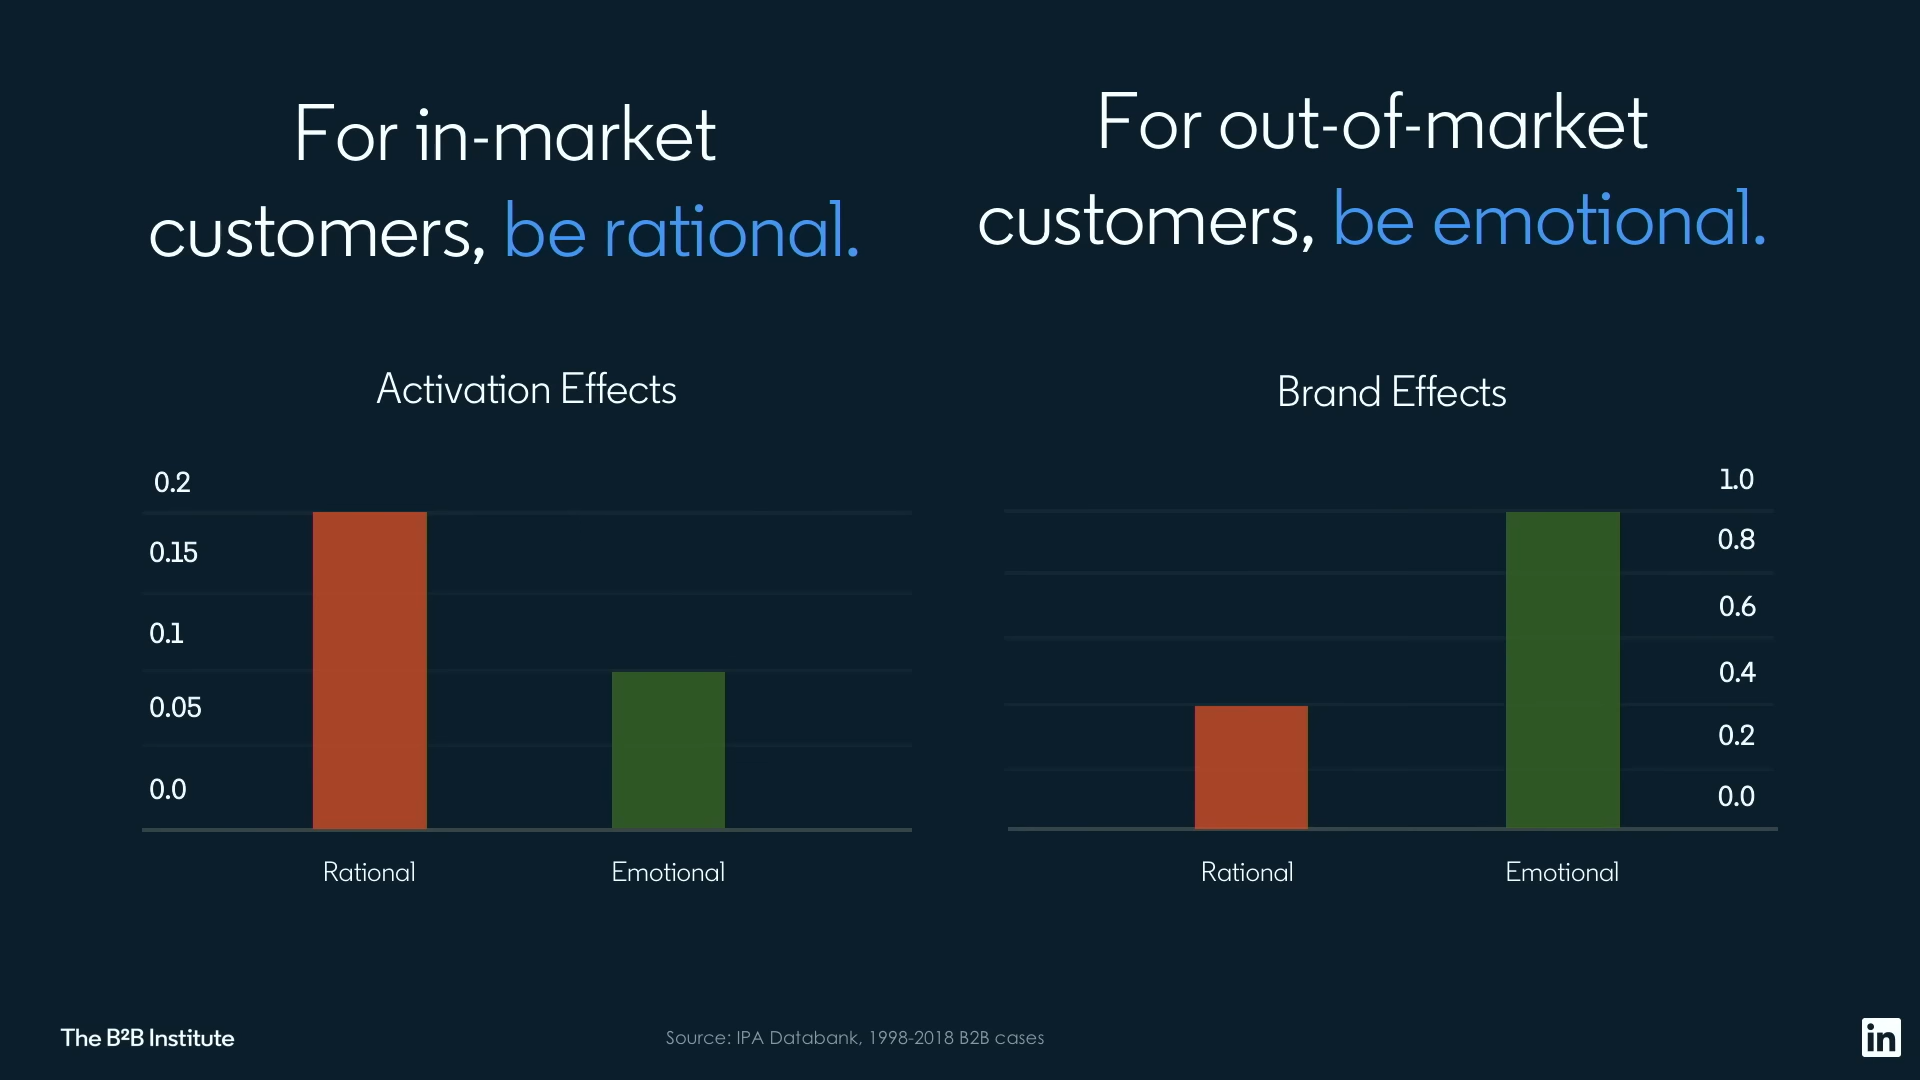 For in-market
customers, be rational.
Activation Effects
0.2
0.15
0.1
0.05
0.0
Rational
Emotional
For out-of-market
customers, be emotional.
Brand Effects
1.0
0.8
0.6
0.4
0.2
0.0
Rational
Emotional
The B²B Institute
Source: IPA Databank, 1998-2018 B2B cases
in